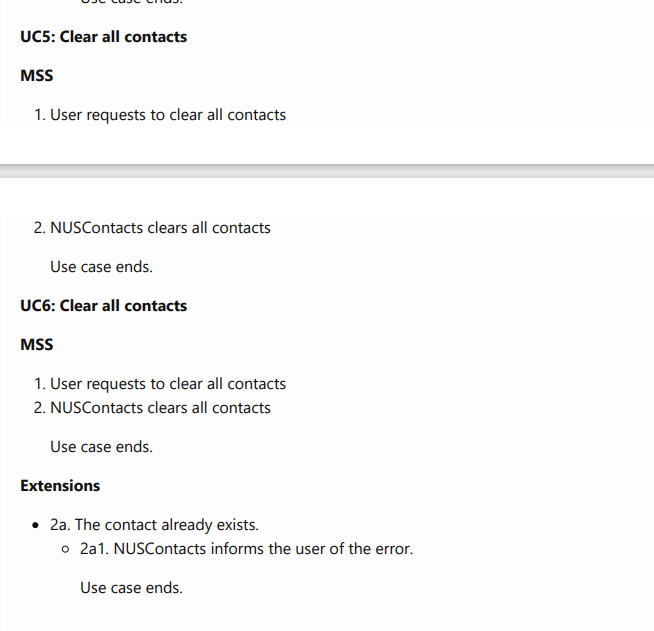 Use case ends.
UC5: Clear all contacts
MSS
1. User requests to clear all contacts
2. NUSContacts clears all contacts
Use case ends.
UC6: Clear all contacts
MSS
1. User requests to clear all contacts
2. NUSContacts clears all contacts
Use case ends.
Extensions
• 2a. The contact already exists.
○ 2a1. NUSContacts informs the user of the error.
Use case ends.